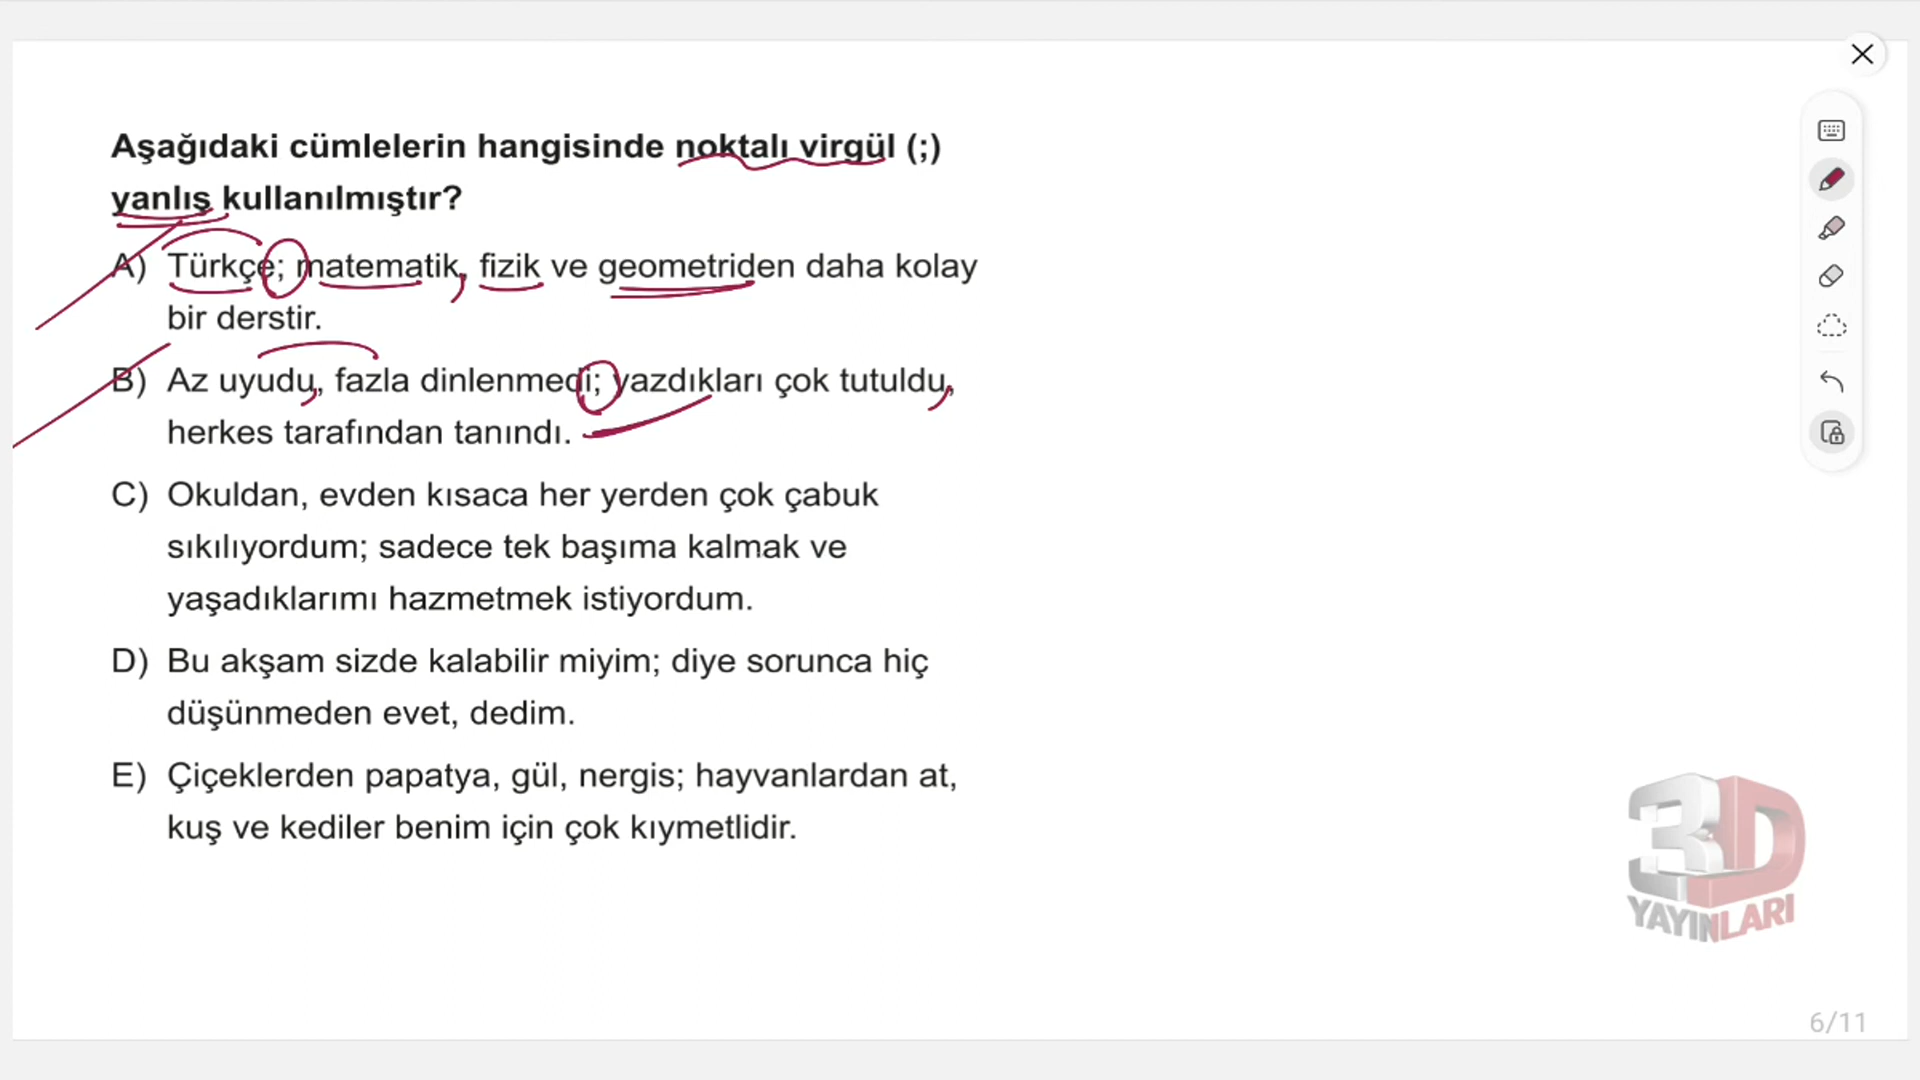 Aşağıdaki cümlelerin hangisinde noktalı virgül (;)
yanlış kullanılmıştır?
A) Türkçe; matematik, fizik ve geometriden daha kolay
bir derstir.
B) Az uyudu, fazla dinlenmedi; yazdıkları çok tutuldu,
herkes tarafından tanındı.
C) Okuldan, evden kısaca her yerden çok çabuk
sıkılıyordum; sadece tek başıma kalmak ve
yaşadıklarımı hazmetmek istiyordum.
D) Bu akşam sizde kalabilir miyim; diye sorunca hiç
düşünmeden evet, dedim.
E) Çiçeklerden papatya, gül, nergis; hayvanlardan at,
kuş ve kediler benim için çok kıymetlidir.
3D
YAYINLARI
6/11